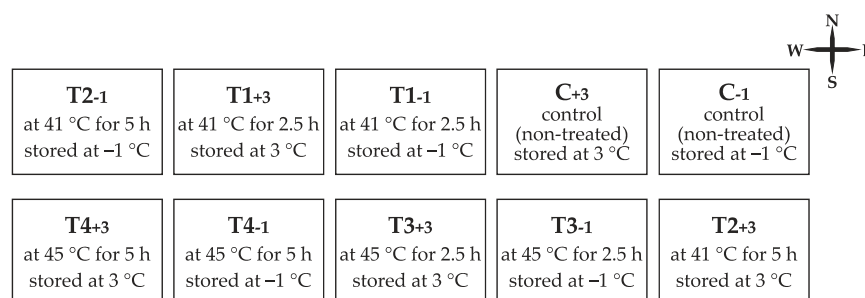 N
W
S
T2-1
at 41 °C for 5 h
stored at –1 °C
T1+3
at 41 °C for 2.5 h
stored at 3 °C
T1-1
at 41 °C for 2.5 h
stored at –1 °C
C+3
control
(non-treated)
stored at 3 °C
C-1
control
(non-treated)
stored at –1 °C
T4+3
at 45 °C for 5 h
stored at 3 °C
T4-1
at 45 °C for 5 h
stored at –1 °C
T3+3
at 45 °C for 2.5 h
stored at 3 °C
T3-1
at 45 °C for 2.5 h
stored at –1 °C
T2+3
at 41 °C for 5 h
stored at 3 °C